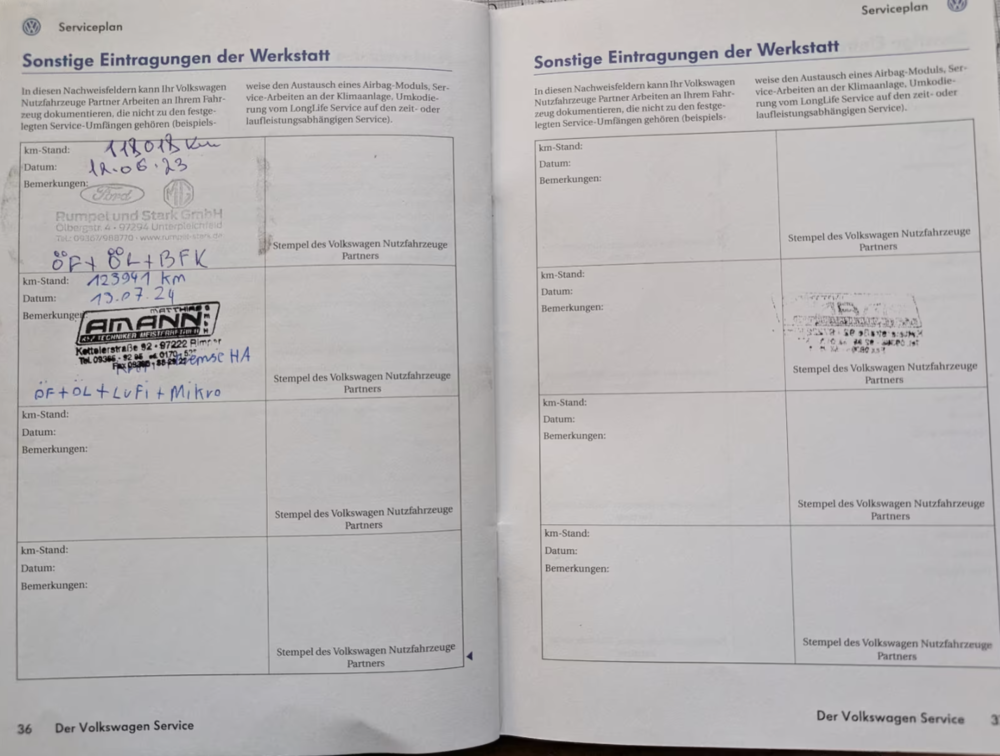 Serviceplan
Sonstige Eintragungen der Werkstatt
In diesen Nachweisfeldern kann Ihr Volkswagen
Nutzfahrzeuge Partner Arbeiten an Ihrem Fahr-
zeug dokumentieren, die nicht zu den festge-
legten Service-Umfängen gehören (beispiels-
weise den Austausch eines Airbag-Moduls, Ser-
vice-Arbeiten an der Klimaanlage, Umkodie-
rung vom LongLife Service auf den zeit- oder
laufleistungsabhängigen Service).
km-Stand: 118018 km
Datum: 12.06.23
Bemerkungen:
Ford MG
Rumpel und Stark GmbH
Ölbergstr. 4 - 97294 Unterpleichfeld
ÖF + ÖL + BFK
Stempel des Volkswagen Nutzfahrzeuge
Partners
km-Stand: 123941 km
Datum: 13.07.24
MATTHIAS
AMANN
Kettelerstraße 92 - 97222
HA
ÖF + ÖL + LuFi + Mikro
Stempel des Volkswagen Nutzfahrzeuge
Partners
km-Stand:
Datum:
Bemerkungen:
Stempel des Volkswagen Nutzfahrzeuge
Partners
km-Stand:
Datum:
Bemerkungen:
Stempel des Volkswagen Nutzfahrzeuge
Partners
36 Der Volkswagen Service
Serviceplan
Sonstige Eintragungen der Werkstatt
In diesen Nachweisfeldern kann Ihr Volkswagen
Nutzfahrzeuge Partner Arbeiten an Ihrem Fahr-
zeug dokumentieren, die nicht zu den festge-
legten Service-Umfängen gehören (beispiels-
weise den Austausch eines Airbag-Moduls, Ser-
vice-Arbeiten an der Klimaanlage, Umkodie-
rung vom LongLife Service auf den zeit- oder
laufleistungsabhängigen Service).
km-Stand:
Datum:
Bemerkungen:
Stempel des Volkswagen Nutzfahrzeuge
Partners
km-Stand:
Datum:
Bemerkungen:
Stempel des Volkswagen Nutzfahrzeuge
Partners
km-Stand:
Datum:
Bemerkungen:
Stempel des Volkswagen Nutzfahrzeuge
Partners
km-Stand:
Datum:
Bemerkungen:
Stempel des Volkswagen Nutzfahrzeuge
Partners
Der Volkswagen Service